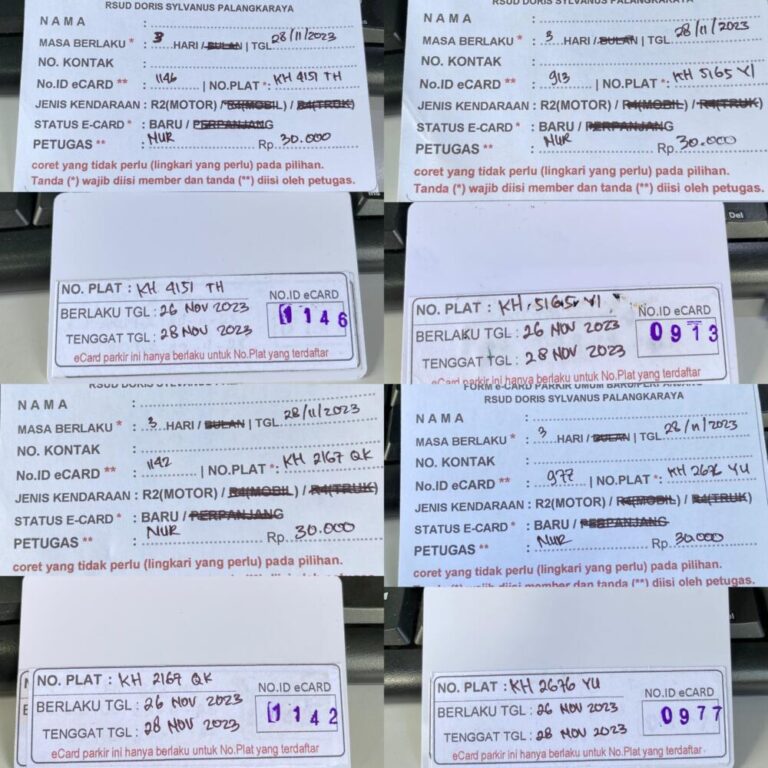 RSUD DORIS SYLVANUS PALANGKARAYA
NAMA :
MASA BERLAKU * : 3 HARI / BULAN | TGL 28/11/2023
NO. KONTAK :
No.ID eCARD ** : 1146 | NO.PLAT *: KH 4151 TH
JENIS KENDARAAN : R2(MOTOR) / R4(MOBIL) / R4(TRUK)
STATUS E-CARD * : BARU / PERPANJANG
PETUGAS ** : NUR Rp. 30.000
coret yang tidak perlu (lingkari yang perlu) pada pilihan.
Tanda (*) wajib diisi member dan tanda (**) diisi oleh petugas.
NO. PLAT : KH 4151 TH
BERLAKU TGL : 26 NOV 2023
TENGGAT TGL : 28 NOV 2023
NO.ID eCARD
1146
eCard parkir ini hanya berlaku untuk No.Plat yang terdaftar
RSUD DORIS SYLVANUS PALANGKARAYA
NAMA :
MASA BERLAKU * : 3 HARI / BULAN | TGL 28/11/2023
NO. KONTAK :
No.ID eCARD ** : 913 | NO.PLAT *: KH 5165 YI
JENIS KENDARAAN : R2(MOTOR) / R4(MOBIL) / R4(TRUK)
STATUS E-CARD * : BARU / PERPANJANG
PETUGAS ** : NUR Rp. 30.000
coret yang tidak perlu (lingkari yang perlu) pada pilihan.
Tanda (*) wajib diisi member dan tanda (**) diisi oleh petugas.
Del
NO. PLAT : KH 5165 YI
BERLAKU TGL : 26 NOV 2023
TENGGAT TGL : 28 NOV 2023
NO.ID eCARD
0913
eCard parkir ini hanya berlaku untuk No.Plat yang terdaftar
RSUD DORIS SYLVANUS PALANGKARAYA
NAMA :
MASA BERLAKU * : 3 HARI / BULAN | TGL 28/11/2023
NO. KONTAK :
No.ID eCARD ** : 1142 | NO.PLAT *: KH 2167 QK
JENIS KENDARAAN : R2(MOTOR) / R4(MOBIL) / R4(TRUK)
STATUS E-CARD * : BARU / PERPANJANG
PETUGAS ** : NUR Rp. 30.000
coret yang tidak perlu (lingkari yang perlu) pada pilihan.
NO. PLAT : KH 2167 QK
BERLAKU TGL : 26 NOV 2023
TENGGAT TGL : 28 NOV 2023
NO.ID eCARD
1142
eCard parkir ini hanya berlaku untuk No.Plat yang terdaftar
FORM e-CARD PARKIR UMUM BARU/PERPANJANG
RSUD DORIS SYLVANUS PALANGKARAYA
NAMA :
MASA BERLAKU * : 3 HARI / BULAN | TGL 28/11/2023
NO. KONTAK :
No.ID eCARD ** : 977 | NO.PLAT *: KH 2676 YU
JENIS KENDARAAN : R2(MOTOR) / R4(MOBIL) / R4(TRUK)
STATUS E-CARD * : BARU / PERPANJANG
PETUGAS ** : NUR Rp. 30.000
coret yang tidak perlu (lingkari yang perlu) pada pilihan.
Tanda (*) wajib diisi member dan tanda (**) diisi oleh petugas.
NO. PLAT : KH 2676 YU
BERLAKU TGL : 26 NOV 2023
TENGGAT TGL : 28 NOV 2023
NO.ID eCARD
0977
eCard parkir ini hanya berlaku untuk No.Plat yang terdaftar